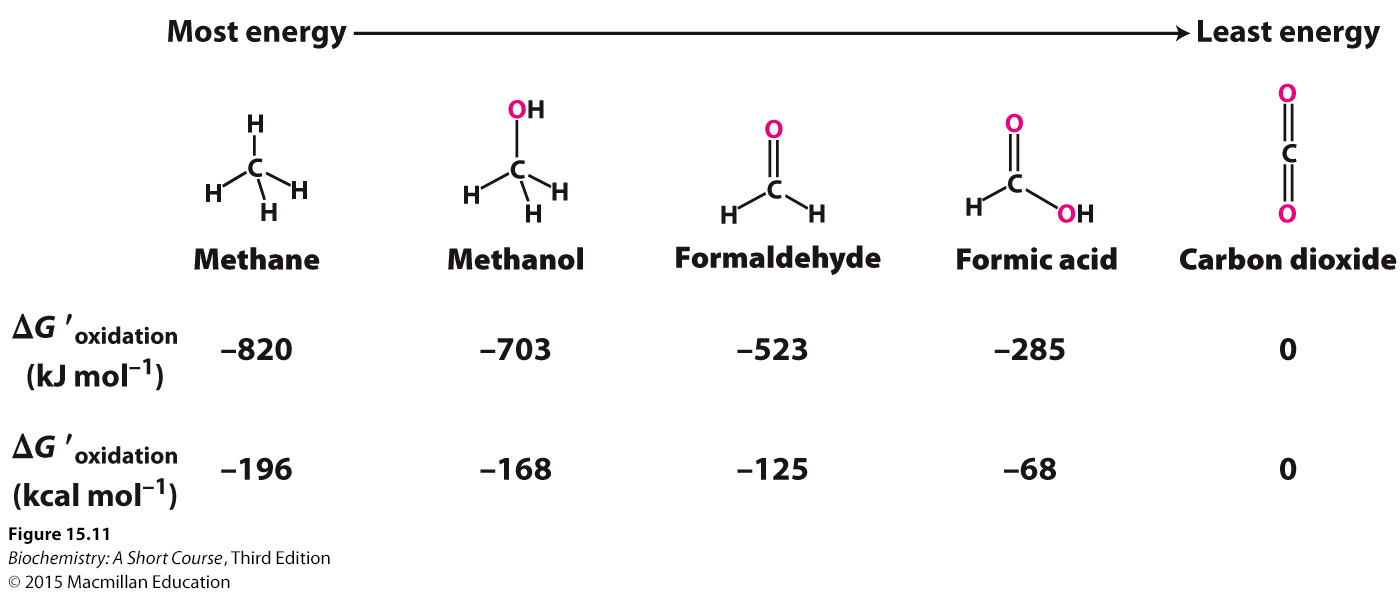 Most energy Least energy
H
C
H H
H
OH
C
H H
H
O
C
H H
O
C
H OH
O
C
O
Methane Methanol Formaldehyde Formic acid Carbon dioxide
ΔG ′oxidation
(kJ mol⁻¹)
–820 –703 –523 –285 0
ΔG ′oxidation
(kcal mol⁻¹)
–196 –168 –125 –68 0
Figure 15.11
Biochemistry: A Short Course, Third Edition
© 2015 Macmillan Education